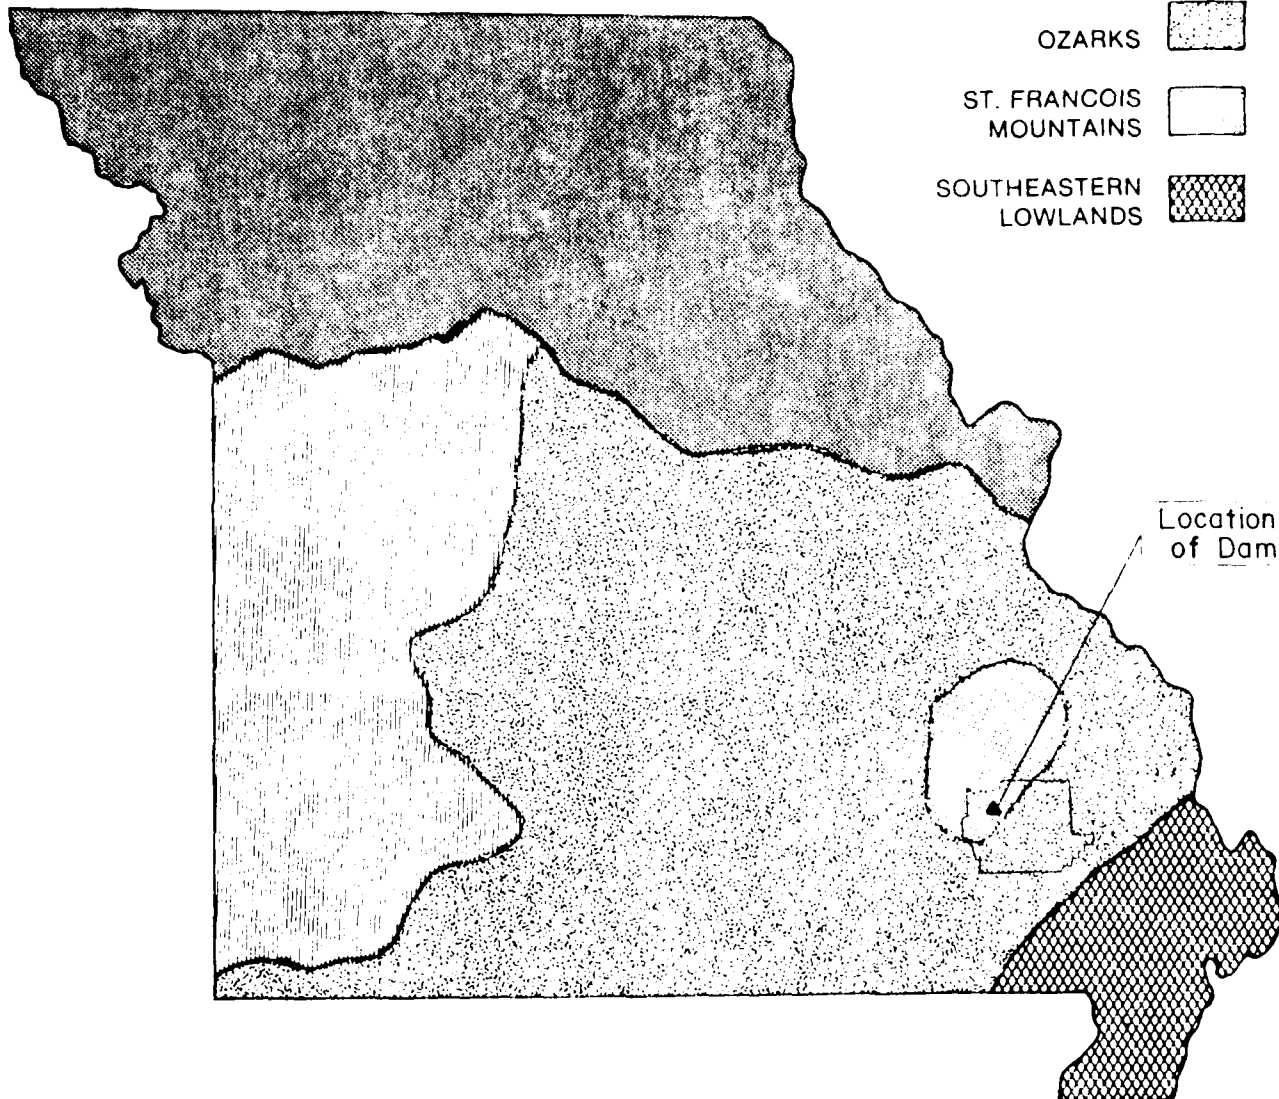 OZARKS
ST. FRANCOIS
MOUNTAINS
SOUTHEASTERN
LOWLANDS
Location
of Dam